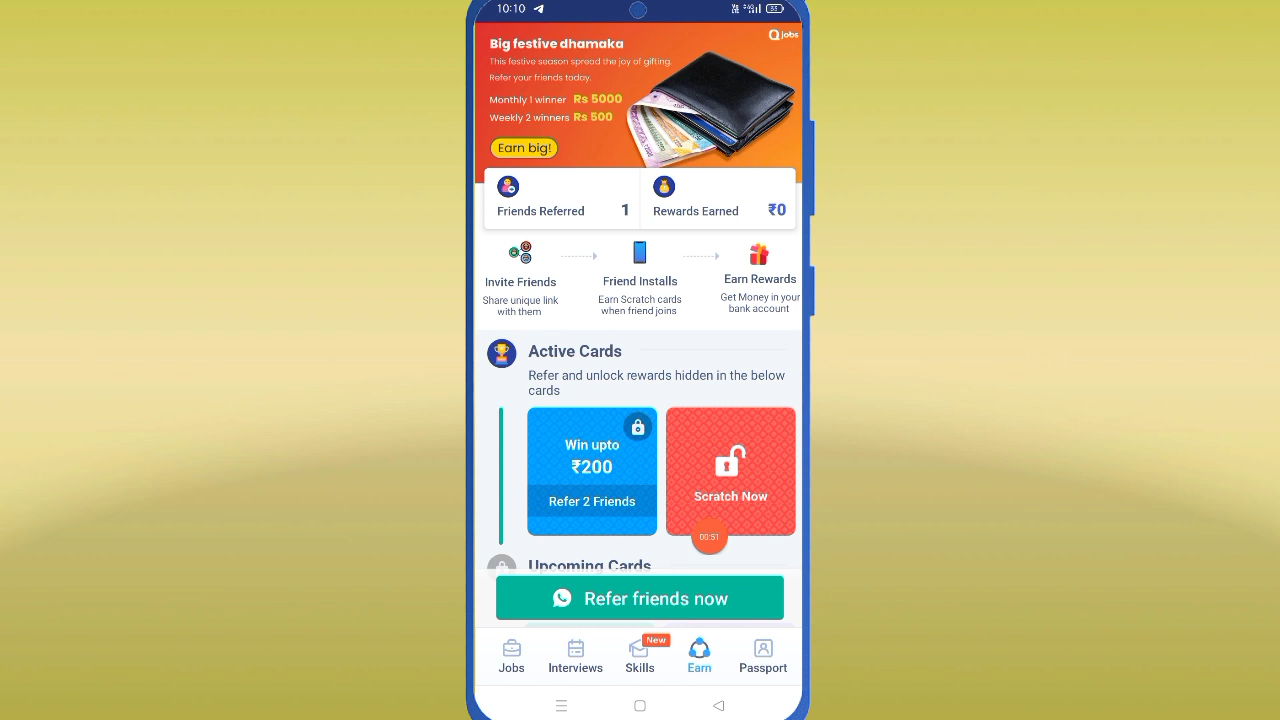 10:10
33
Jobs
Big festive dhamaka
This festive season spread the joy of gifting.
Refer your friends today.
Monthly 1 winner Rs 5000
Weekly 2 winners Rs 500
Earn big!
Friends Referred 1
Rewards Earned ₹0
Invite Friends
Share unique link
with them
Friend Installs
Earn Scratch cards
when friend joins
Earn Rewards
Get Money in your
bank account
Active Cards
Refer and unlock rewards hidden in the below
cards
Win upto
₹200
Refer 2 Friends
Scratch Now
00:51
Upcoming Cards
Refer friends now
New
Jobs
Interviews
Skills
Earn
Passport